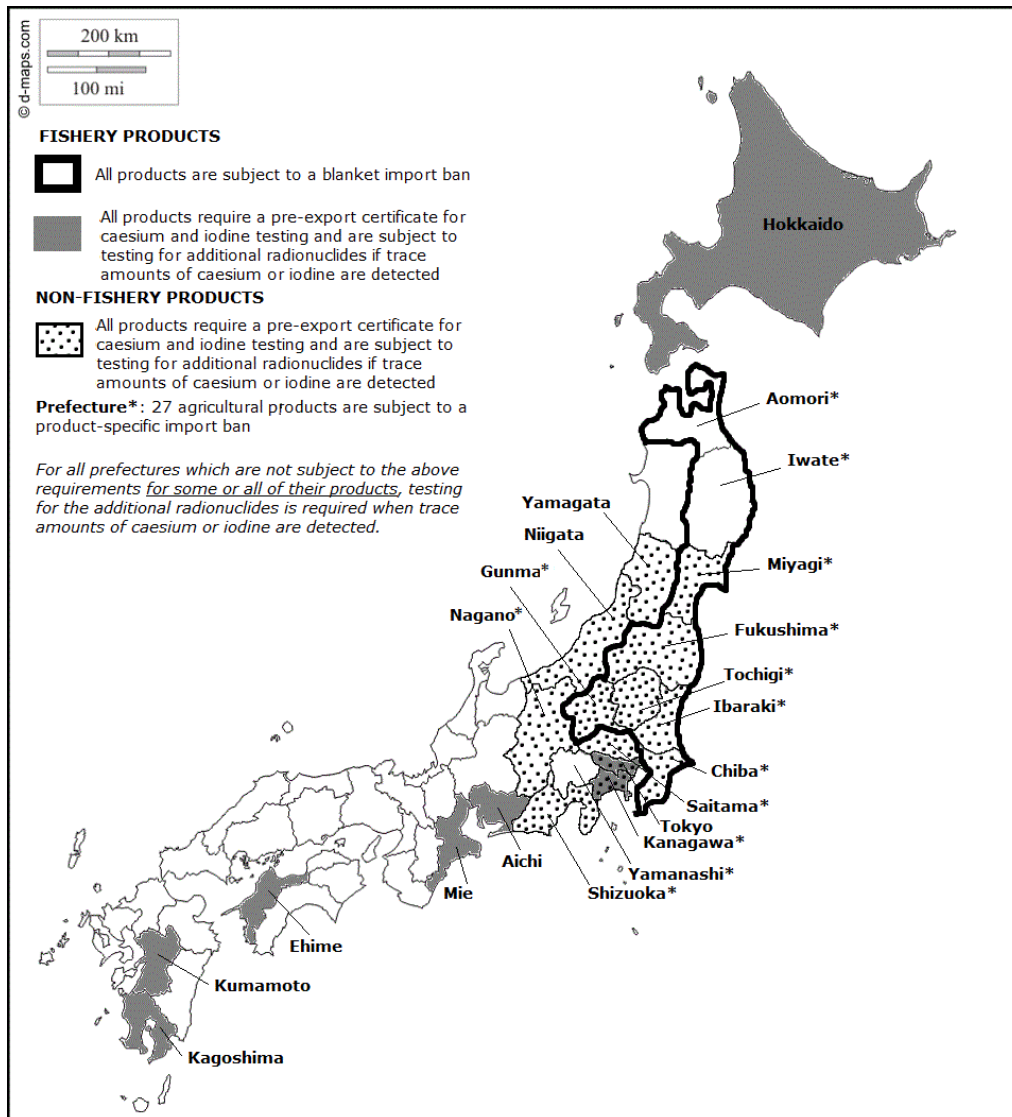 © d-maps.com
200 km
100 mi
FISHERY PRODUCTS
All products are subject to a blanket import ban
All products require a pre-export certificate for
caesium and iodine testing and are subject to
testing for additional radionuclides if trace
amounts of caesium or iodine are detected
NON-FISHERY PRODUCTS
All products require a pre-export certificate for
caesium and iodine testing and are subject to
testing for additional radionuclides if trace
amounts of caesium or iodine are detected
Prefecture*: 27 agricultural products are subject to a
product-specific import ban
For all prefectures which are not subject to the above
requirements for some or all of their products, testing
for the additional radionuclides is required when trace
amounts of caesium or iodine are detected.
Hokkaido
Aomori*
Iwate*
Yamagata
Niigata
Gunma*
Miyagi*
Nagano*
Fukushima*
Tochigi*
Ibaraki*
Chiba*
Saitama*
Tokyo
Kanagawa*
Aichi
Yamanashi*
Mie
Shizuoka*
Ehime
Kumamoto
Kagoshima